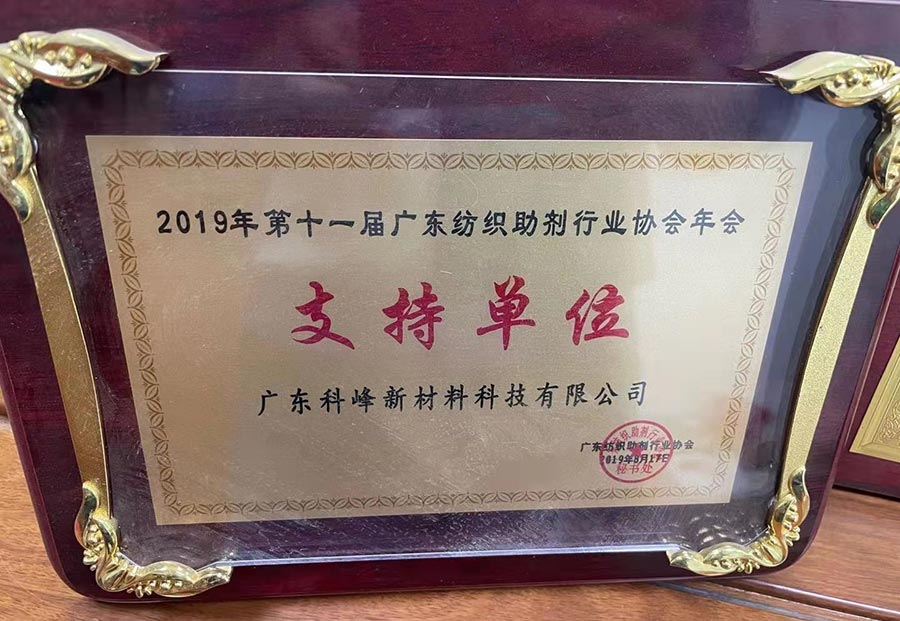 2019年第十一届广东纺织助剂行业协会年会
支持单位
广东科峰新材料科技有限公司
广东纺织助剂行业协会
2019年8月17日
秘书处